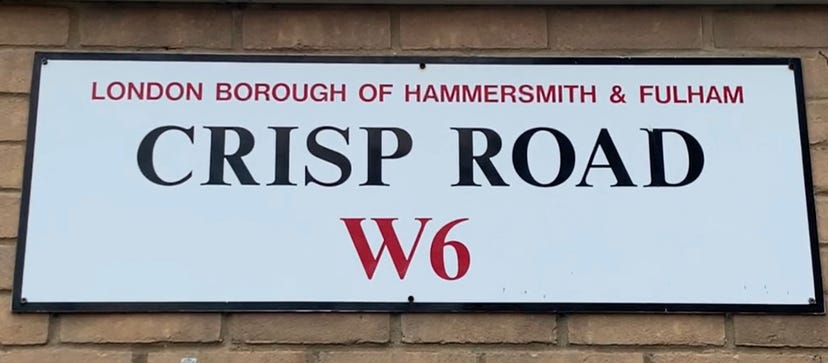 LONDON BOROUGH OF HAMMERSMITH & FULHAM
CRISP ROAD
W6